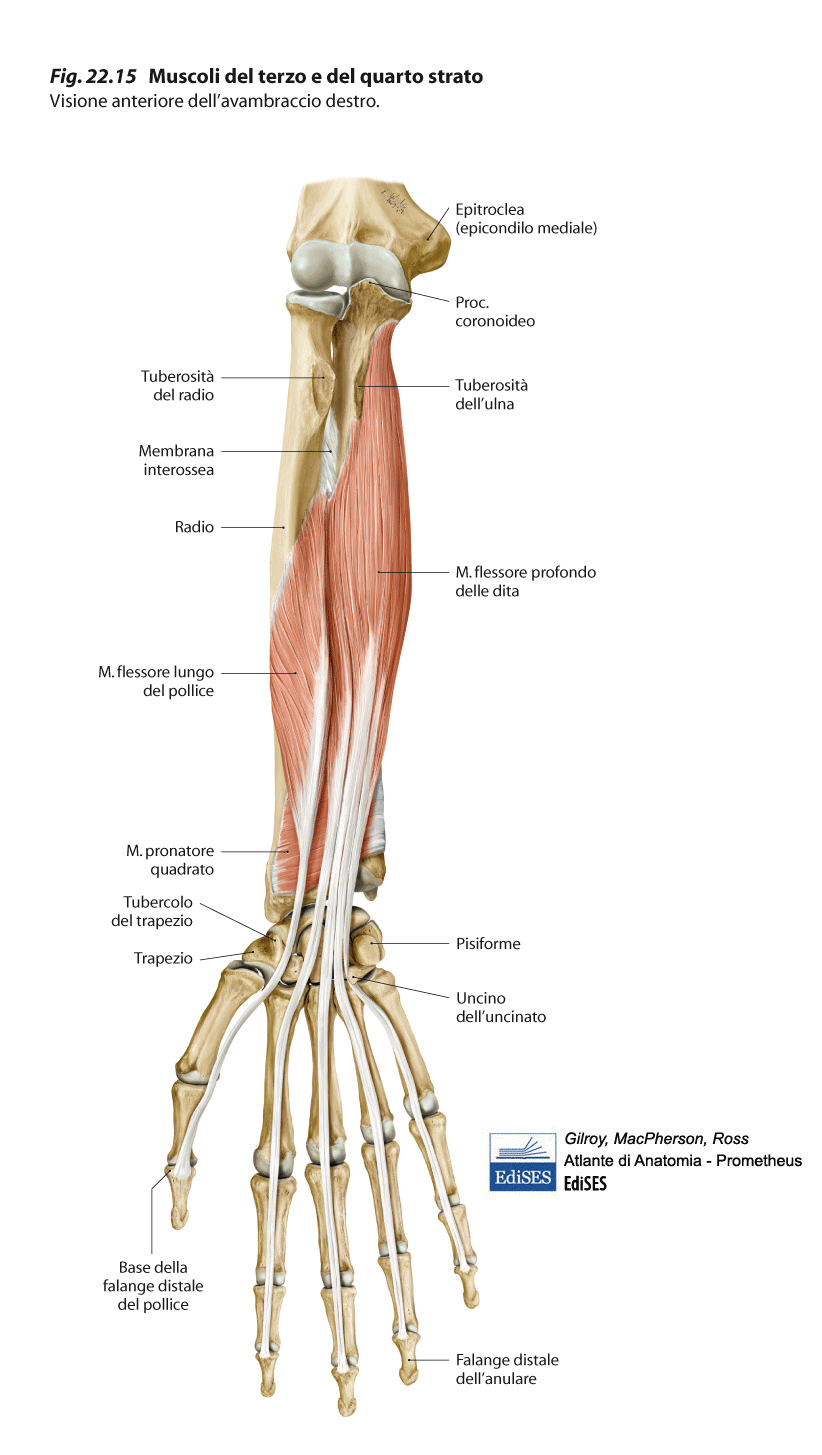 Fig. 22.15 Muscoli del terzo e del quarto strato
Visione anteriore dell’avambraccio destro.
Epitroclea
(epicondilo mediale)
Proc.
coronoideo
Tuberosità
del radio
Tuberosità
dell’ulna
Membrana
interossea
Radio
M. flessore profondo
delle dita
M. flessore lungo
del pollice
M. pronatore
quadrato
Tubercolo
del trapezio
Trapezio
Pisiforme
Uncino
dell’uncinato
Gilroy, MacPherson, Ross
Atlante di Anatomia - Prometheus
EdiSES
EdiSES
Base della
falange distale
del pollice
Falange distale
dell’anulare